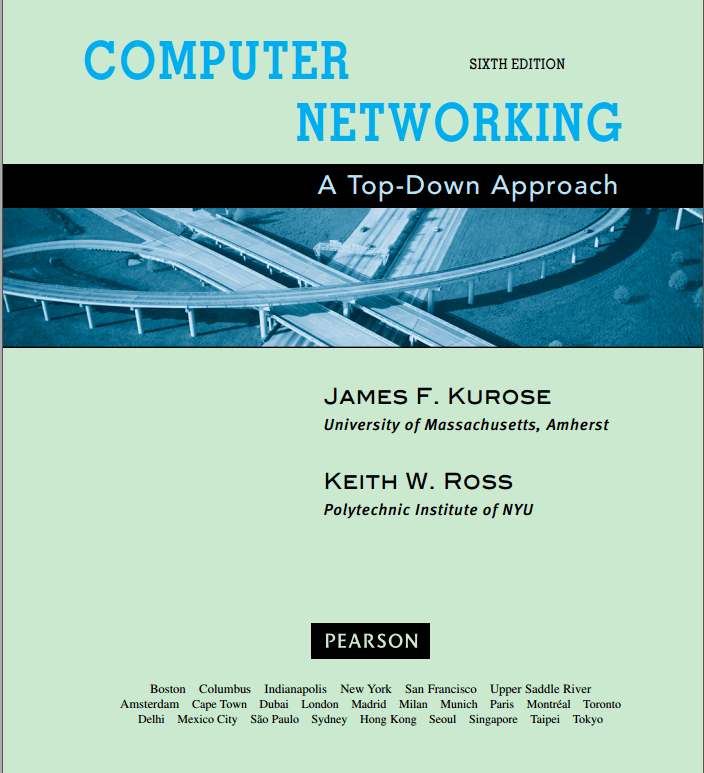 COMPUTER
SIXTH EDITION
NETWORKING
A Top-Down Approach
JAMES F. KUROSE
University of Massachusetts, Amherst
KEITH W. ROSS
Polytechnic Institute of NYU
PEARSON
Boston Columbus Indianapolis New York San Francisco Upper Saddle River
Amsterdam Cape Town Dubai London Madrid Milan Munich Paris Montréal Toronto
Delhi Mexico City São Paulo Sydney Hong Kong Seoul Singapore Taipei Tokyo